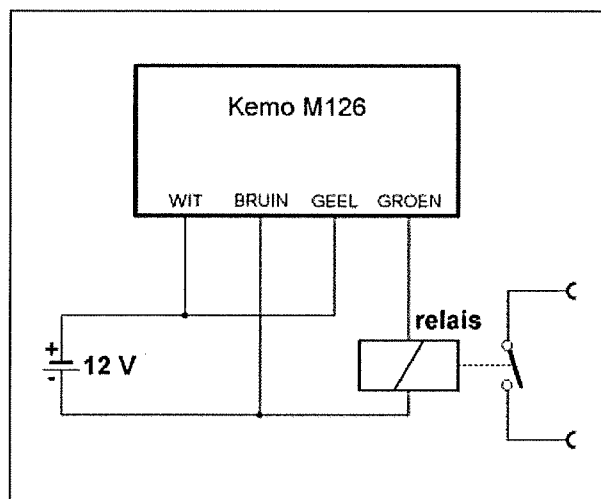 Kemo M126
WIT BRUIN GEEL GROEN
relais
+
12 V
-